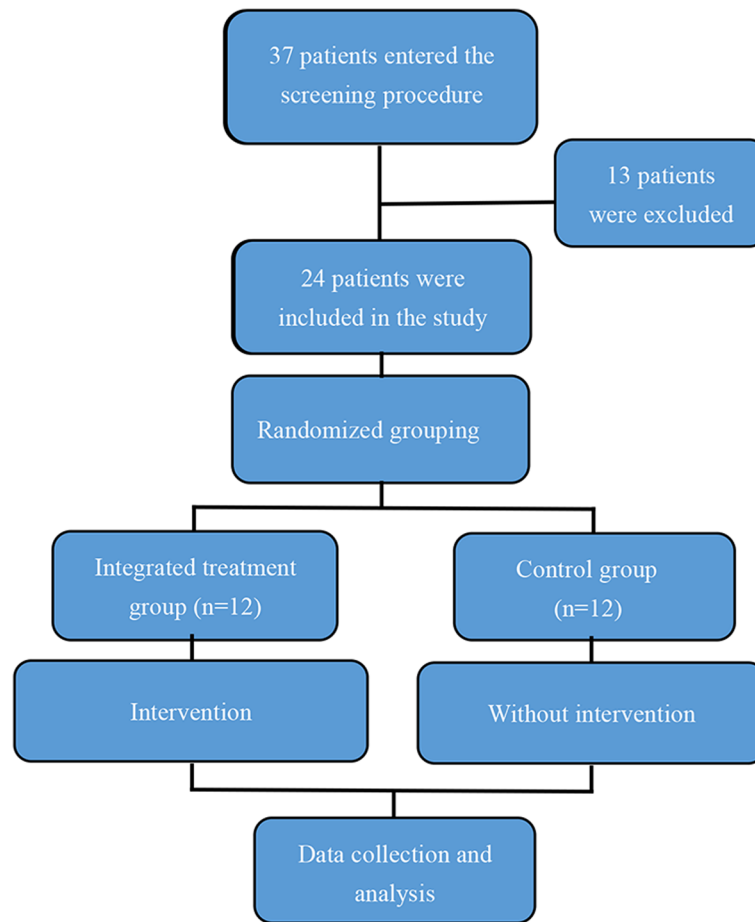 37 patients entered the
screening procedure
13 patients
were excluded
24 patients were
included in the study
Randomized grouping
Integrated treatment
group (n=12)
Control group
(n=12)
Intervention
Without intervention
Data collection and
analysis